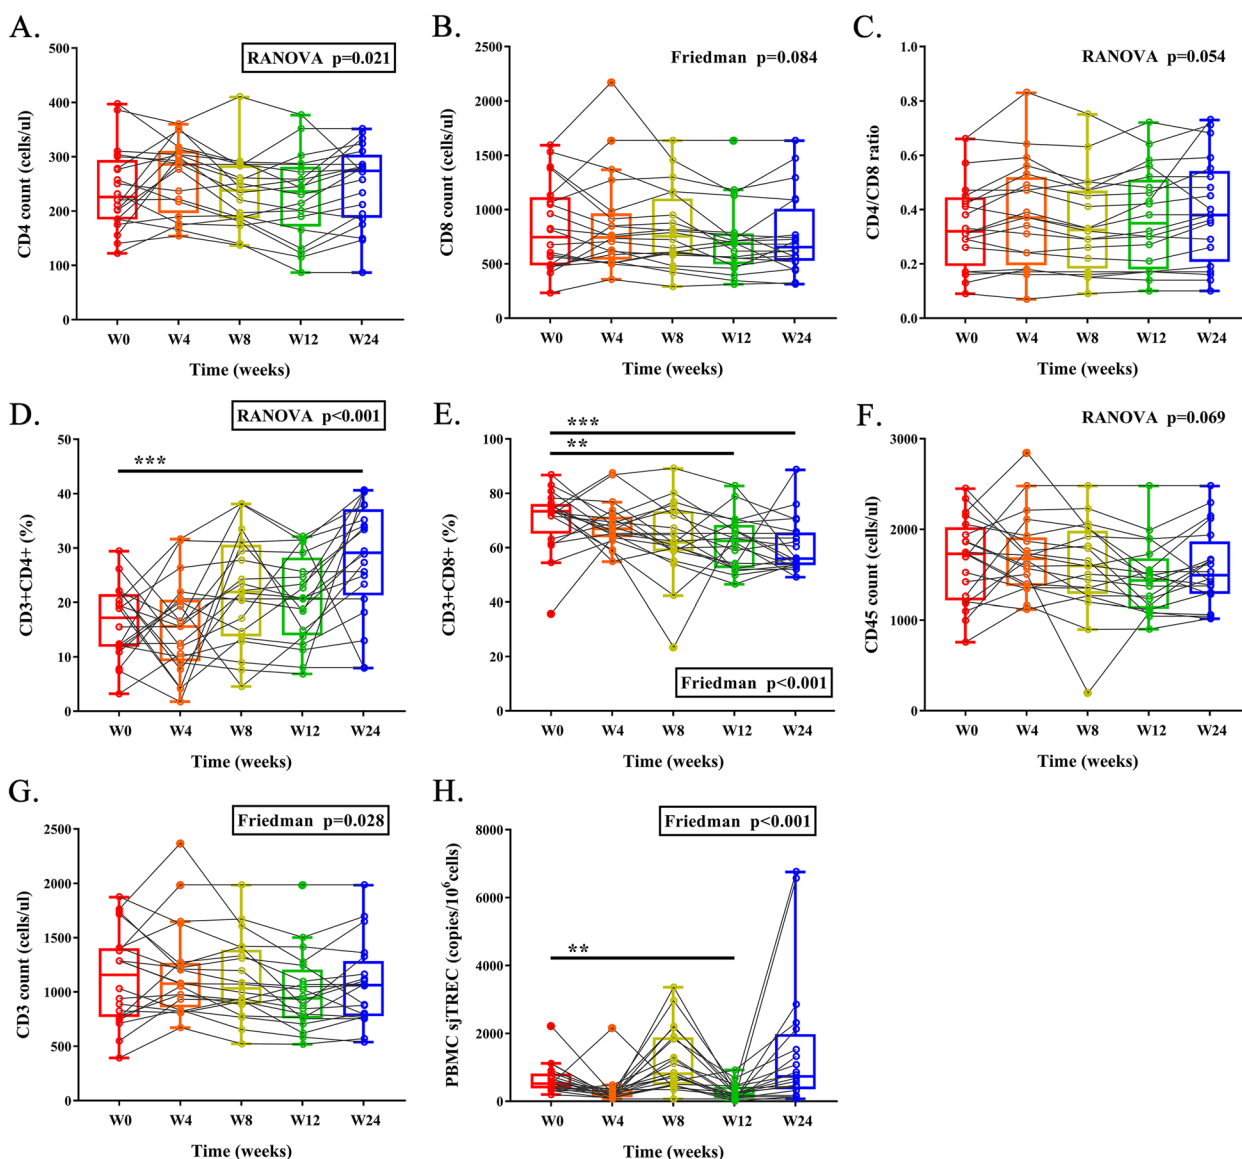 A.
RANOVA p=0.021
CD4 count (cells/ul)
500
400
300
200
100
0
W0 W4 W8 W12 W24
Time (weeks)
B.
Friedman p=0.084
CD8 count (cells/ul)
2500
2000
1500
1000
500
0
W0 W4 W8 W12 W24
Time (weeks)
C.
RANOVA p=0.054
CD4/CD8 ratio
1.0
0.8
0.6
0.4
0.2
0.0
W0 W4 W8 W12 W24
Time (weeks)
D.
RANOVA p<0.001
***
CD3+CD4+ (%)
50
40
30
20
10
0
W0 W4 W8 W12 W24
Time (weeks)
E.
***
**
CD3+CD8+ (%)
100
80
60
40
20
0
Friedman p<0.001
W0 W4 W8 W12 W24
Time (weeks)
F.
RANOVA p=0.069
CD45 count (cells/ul)
3000
2000
1000
0
W0 W4 W8 W12 W24
Time (weeks)
G.
Friedman p=0.028
CD3 count (cells/ul)
2500
2000
1500
1000
500
0
W0 W4 W8 W12 W24
Time (weeks)
H.
Friedman p<0.001
**
PBMC sjTREC (copies/10⁶cells)
8000
6000
4000
2000
0
W0 W4 W8 W12 W24
Time (weeks)